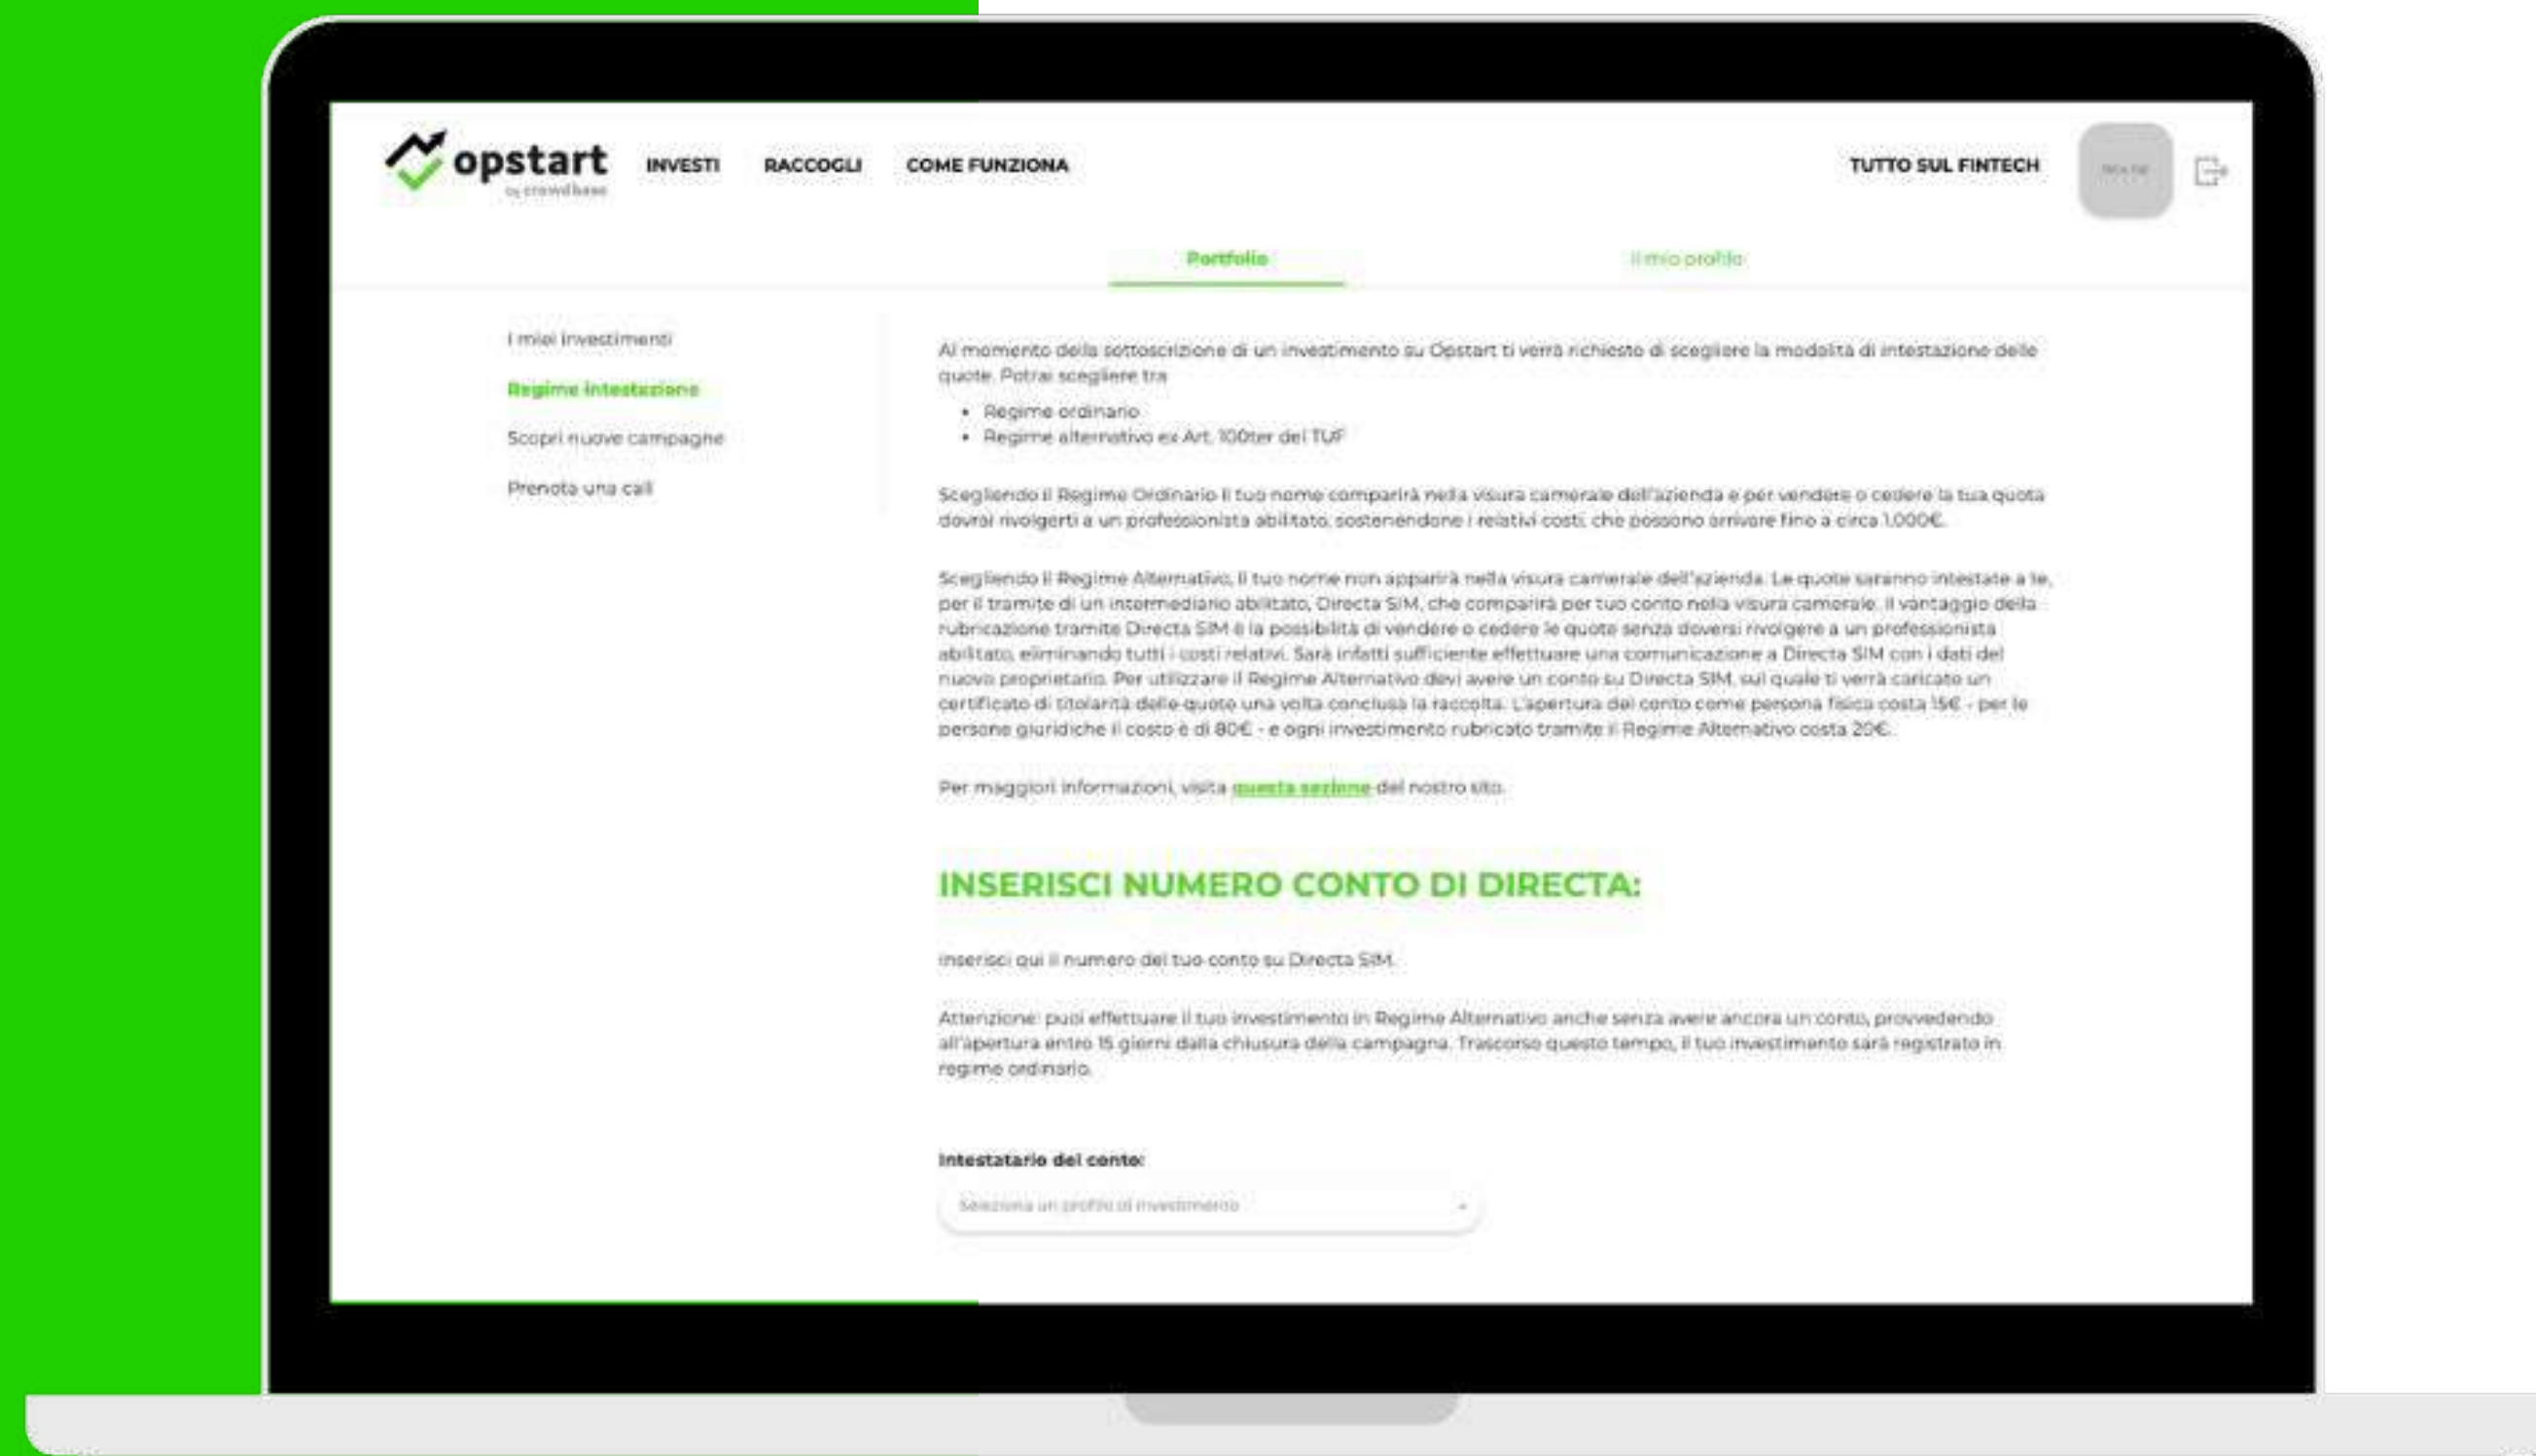 opstart
by crowdbase
INVESTI
RACCOGLI
COME FUNZIONA
TUTTO SUL FINTECH
Portfolio
Il mio profilo
I miei investimenti
Regime intestazione
Scopri nuove campagne
Prenota una call
Al momento della sottoscrizione di un investimento su Opstart ti verrà richiesto di scegliere la modalità di intestazione delle
quote. Potrai scegliere tra
• Regime ordinario
• Regime alternativo ex Art. 100ter del TUF
Scegliendo il Regime Ordinario il tuo nome comparirà nella visura camerale dell'azienda e per vendere o cedere la tua quota
dovrai rivolgerti a un professionista abilitato, sostenendone i relativi costi, che possono arrivare fino a circa 1.000€.
Scegliendo il Regime Alternativo, il tuo nome non apparirà nella visura camerale dell'azienda. Le quote saranno intestate a te,
per il tramite di un intermediario abilitato, Directa SIM, che comparirà per tuo conto nella visura camerale. Il vantaggio della
rubricazione tramite Directa SIM è la possibilità di vendere o cedere le quote senza doversi rivolgere a un professionista
abilitato, eliminando tutti i costi relativi. Sarà infatti sufficiente effettuare una comunicazione a Directa SIM con i dati del
nuovo proprietario. Per utilizzare il Regime Alternativo devi avere un conto su Directa SIM, sul quale ti verrà caricato un
certificato di titolarità delle quote una volta conclusa la raccolta. L'apertura del conto come persona fisica costa 15€ - per le
persone giuridiche il costo è di 80€ - e ogni investimento rubricato tramite il Regime Alternativo costa 20€.
Per maggiori informazioni, visita questa sezione del nostro sito.
INSERISCI NUMERO CONTO DI DIRECTA:
Inserisci qui il numero del tuo conto su Directa SIM.
Attenzione: puoi effettuare il tuo investimento in Regime Alternativo anche senza avere ancora un conto, provvedendo
all'apertura entro 15 giorni dalla chiusura della campagna. Trascorso questo tempo, il tuo investimento sarà registrato in
regime ordinario.
Intestatario del conto:
Seleziona un profilo di investimento